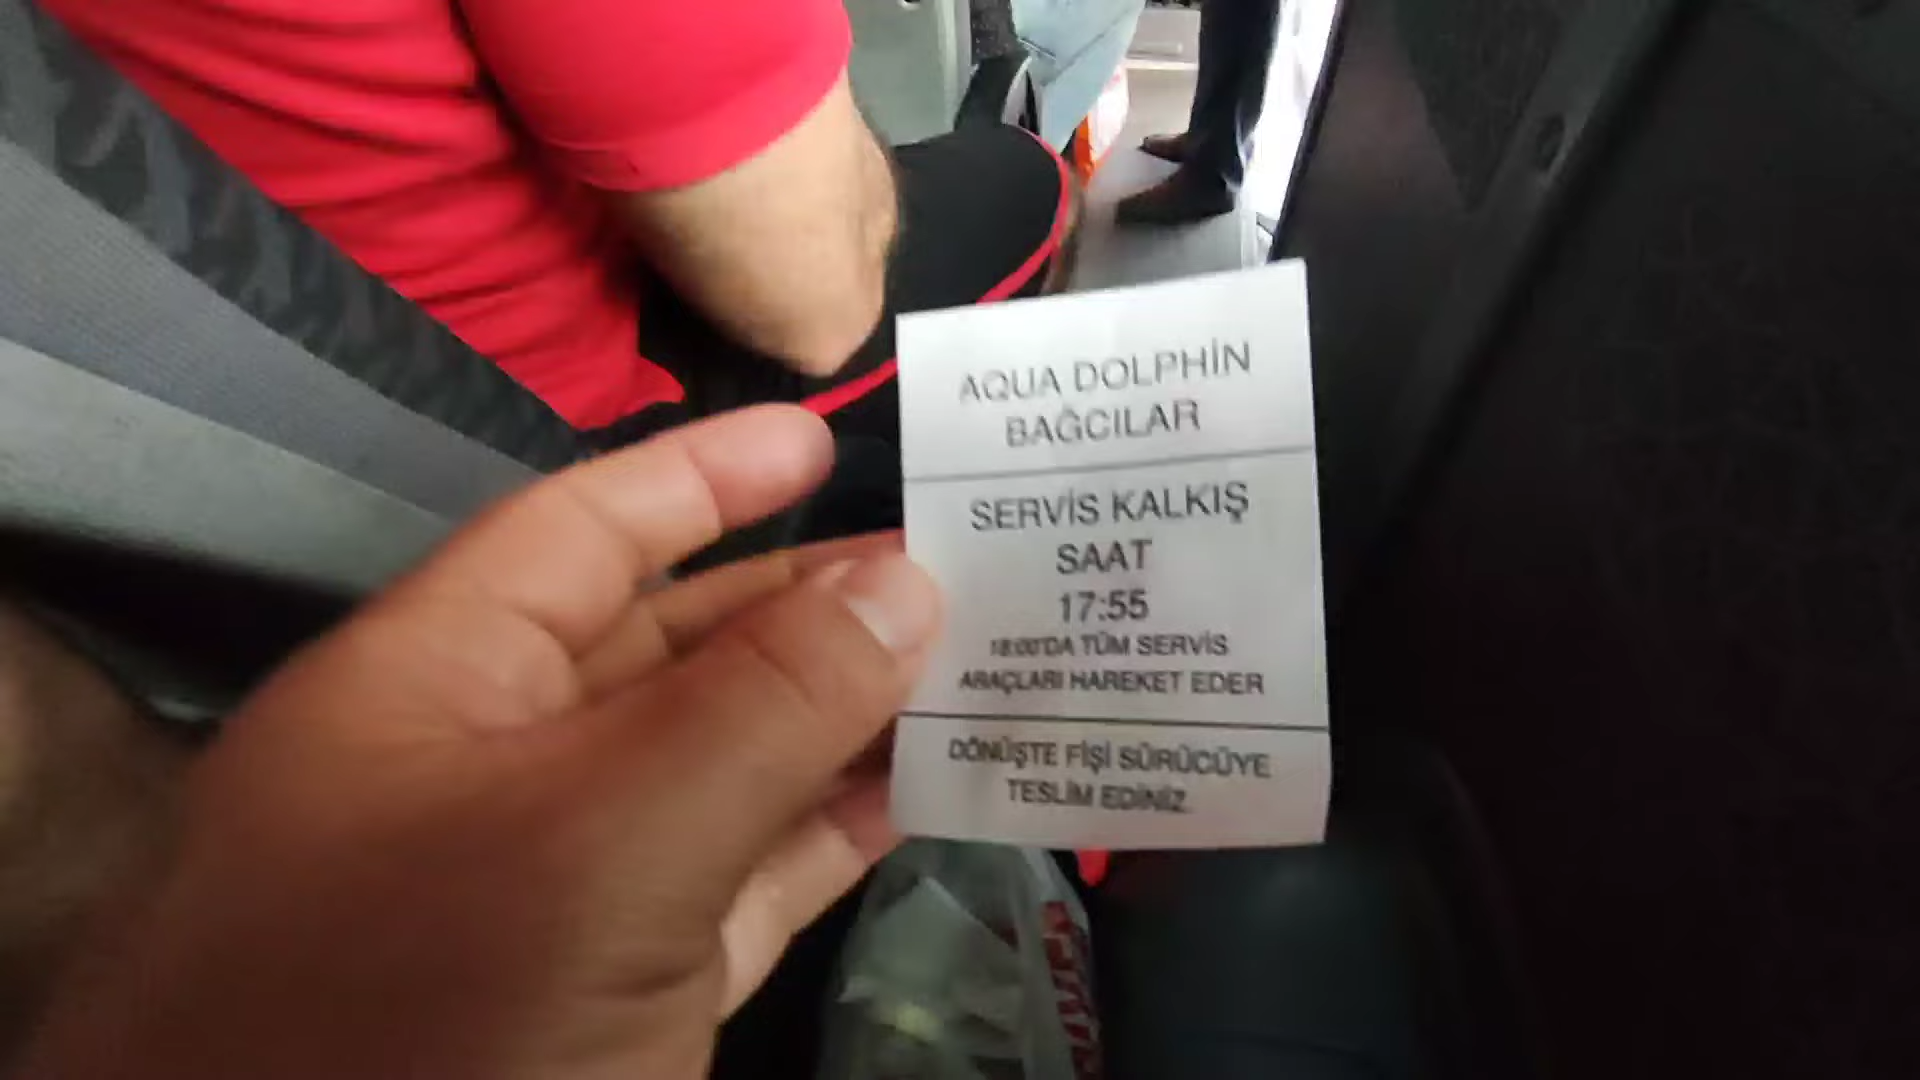 AQUA DOLPHİN
BAĞCILAR
SERVİS KALKIŞ
SAAT
17:55
18:00'DA TÜM SERVİS
ARAÇLARI HAREKET EDER
DÖNÜŞTE FİŞİ SÜRÜCÜYE
TESLİM EDİNİZ.